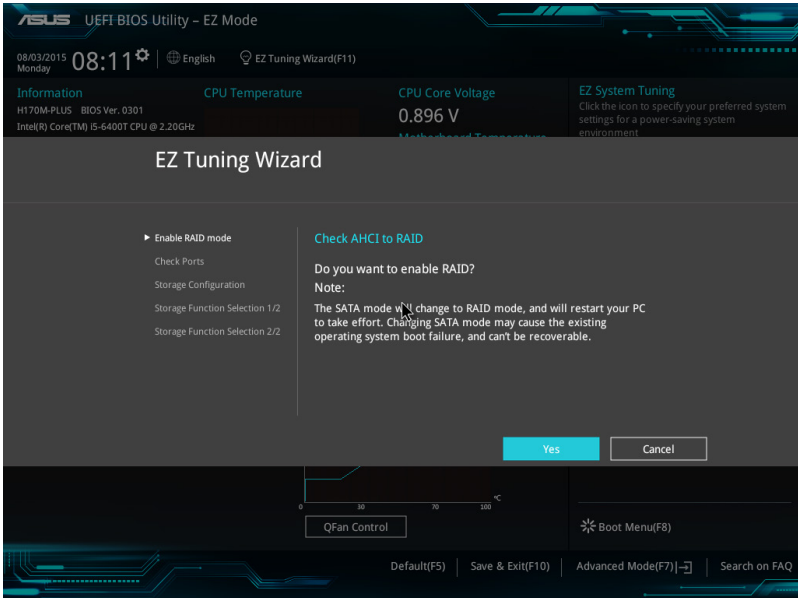 ASUS UEFI BIOS Utility – EZ Mode
08/03/2015
Monday
08:11
English
EZ Tuning Wizard(F11)
Information
H170M-PLUS BIOS Ver. 0301
Intel(R) Core(TM) i5-6400T CPU @ 2.20GHz
CPU Temperature
CPU Core Voltage
0.896 V
Motherboard Temperature
EZ System Tuning
Click the icon to specify your preferred system
settings for a power-saving system
environment
EZ Tuning Wizard
Enable RAID mode
Check Ports
Storage Configuration
Storage Function Selection 1/2
Storage Function Selection 2/2
Check AHCI to RAID
Do you want to enable RAID?
Note:
The SATA mode will change to RAID mode, and will restart your PC
to take effort. Changing SATA mode may cause the existing
operating system boot failure, and can't be recoverable.
Yes
Cancel
0 30 70 100 °C
QFan Control
Boot Menu(F8)
Default(F5)
Save & Exit(F10)
Advanced Mode(F7)
Search on FAQ